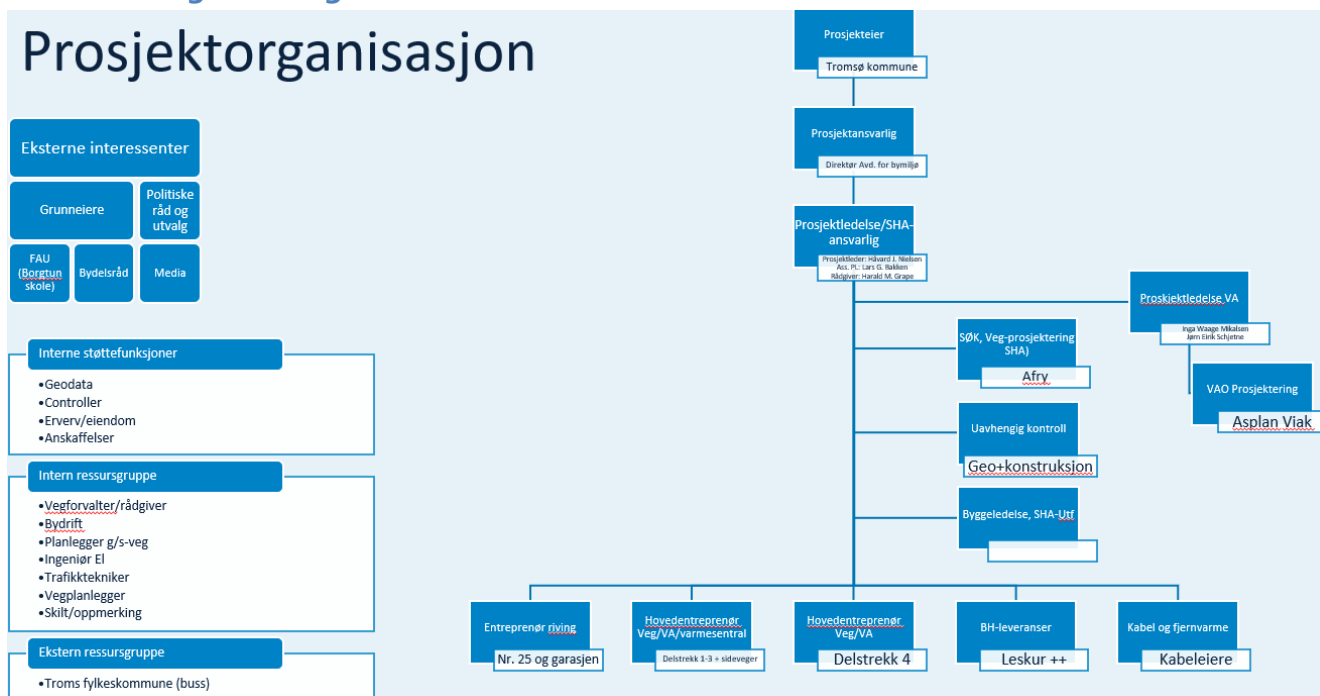 Prosjektorganisasjon
Prosjekteier
Tromsø kommune
Prosjektansvarlig
Direktør Avd. for bymiljø
Prosjektledelse/SHA-
ansvarlig
Prosjektleder: Håvard J. Nielsen
Ass. PL: Lars G. Bakken
Rådgiver: Harald M. Grape
Proskjektledelse VA
Inga Waage Mikalsen
Jørn Eirik Schjetne
VAO Prosjektering
Asplan Viak
SØK, Veg-prosjektering
SHA)
Afry
Uavhengig kontroll
Geo+konstruksjon
Byggeledelse, SHA-Utf
Entreprenør riving
Nr. 25 og garasjen
Hovedentreprenør
Veg/VA/varmesentral
Delstrekk 1-3 + sideveger
Hovedentreprenør
Veg/VA
Delstrekk 4
BH-leveranser
Leskur ++
Kabel og fjernvarme
Kabeleiere
Eksterne interessenter
Grunneiere
Politiske
råd og
utvalg
FAU
(Borgtun
skole)
Bydelsråd
Media
Interne støttefunksjoner
•Geodata
•Controller
•Erverv/eiendom
•Anskaffelser
Intern ressursgruppe
•Vegforvalter/rådgiver
•Bydrift
•Planlegger g/s-veg
•Ingeniør El
•Trafikktekniker
•Vegplanlegger
•Skilt/oppmerking
Ekstern ressursgruppe
•Troms fylkeskommune (buss)